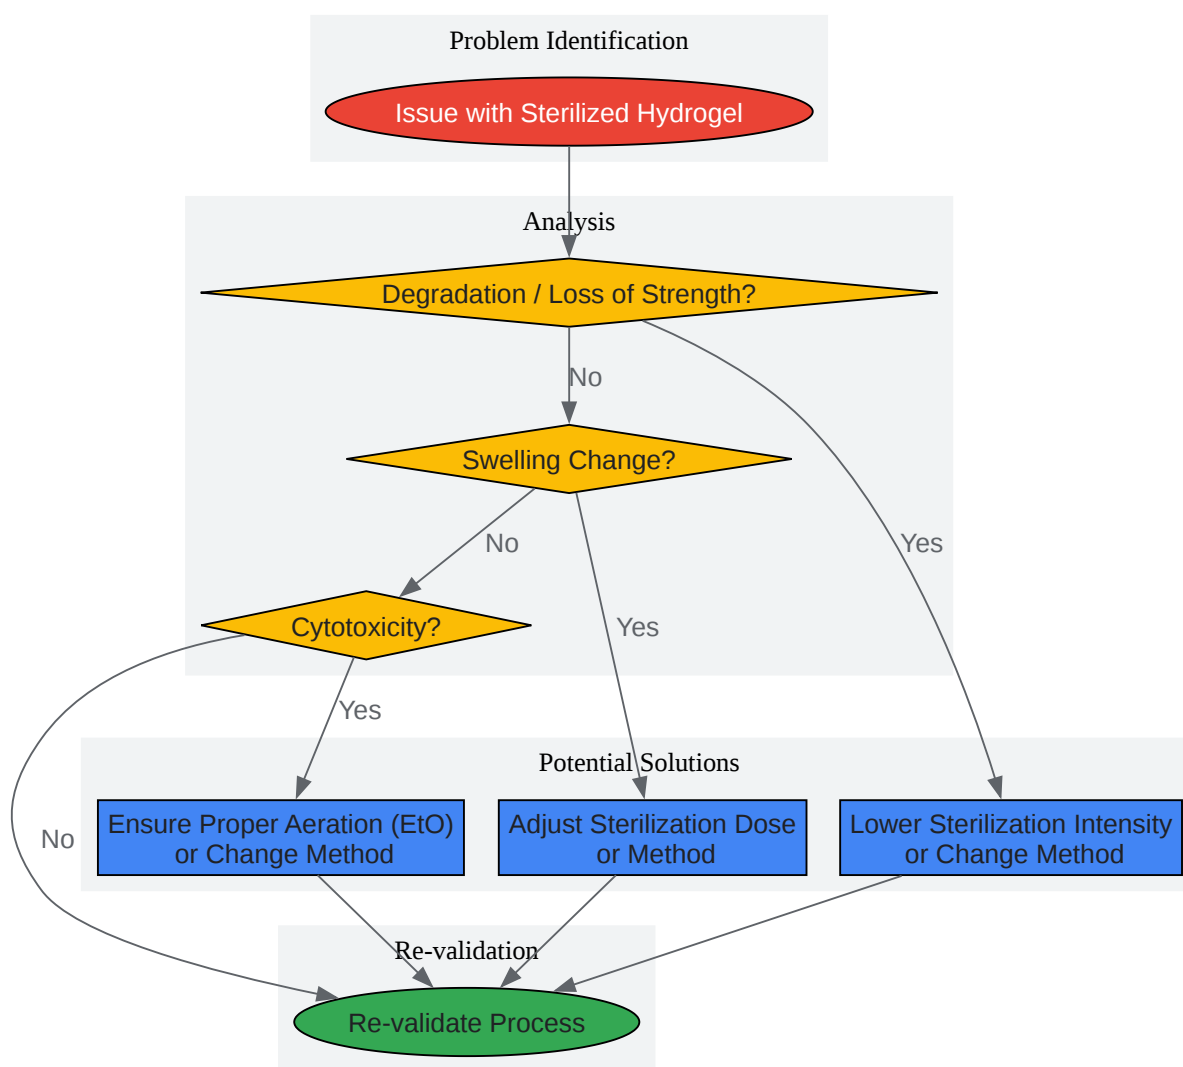 Problem Identification
Issue with Sterilized Hydrogel
Analysis
Degradation / Loss of Strength?
No
Swelling Change?
No
Yes
Cytotoxicity?
Yes
Yes
Potential Solutions
Ensure Proper Aeration (EtO)
or Change Method
Adjust Sterilization Dose
or Method
Lower Sterilization Intensity
or Change Method
No
Re-validation
Re-validate Process